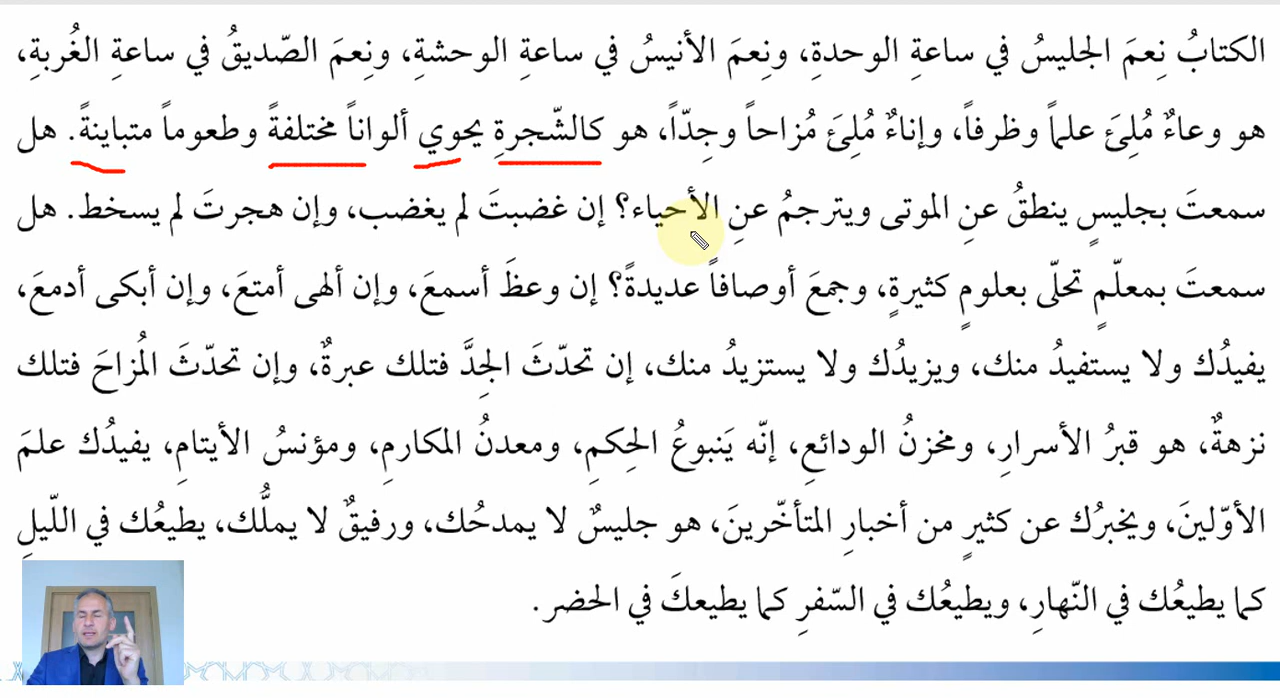 الكتابُ نِعمَ الجليسُ في ساعةِ الوحدةِ، ونِعمَ الأنيسُ في ساعةِ الوحشةِ، ونِعمَ الصّديقُ في ساعةِ الغُربةِ،
هو وعاءٌ مُلِئَ علماً وظرفاً، وإناءٌ مُلِئَ مُزاحاً وجِدّاً، هو كالشّجرةِ يحوي ألواناً مختلفةً وطعوماً متباينةً. هل
سمعتَ بجليسٍ ينطقُ عنِ الموتى ويترجمُ عنِ الأحياء؟ إن غضبتَ لم يغضب، وإن هجرتَ لم يسخط. هل
سمعتَ بمعلّمٍ تحلّى بعلومٍ كثيرةٍ، وجمعَ أوصافاً عديدةً؟ إن وعظَ أسمعَ، وإن ألهى أمتعَ، وإن أبكى أدمعَ،
يفيدُك ولا يستفيدُ منك، ويزيدُك ولا يستزيدُ منك، إن تحدّثَ الجِدَّ فتلك عبرةٌ، وإن تحدّثَ المُزاحَ فتلك
نزهةٌ، هو قبرُ الأسرارِ، ومخزنُ الودائعِ، إنّه يَنبوعُ الحِكمِ، ومعدنُ المكارمِ، ومؤنسُ الأيتامِ، يفيدُك علمَ
الأوّلينَ، ويخبرُك عن كثيرٍ من أخبارِ المتأخّرينَ، هو جليسٌ لا يمدحُك، ورفيقٌ لا يملُّك، يطيعُك في اللّيلِ
كما يطيعُك في النّهارِ، ويطيعُك في السّفرِ كما يطيعكَ في الحضر.